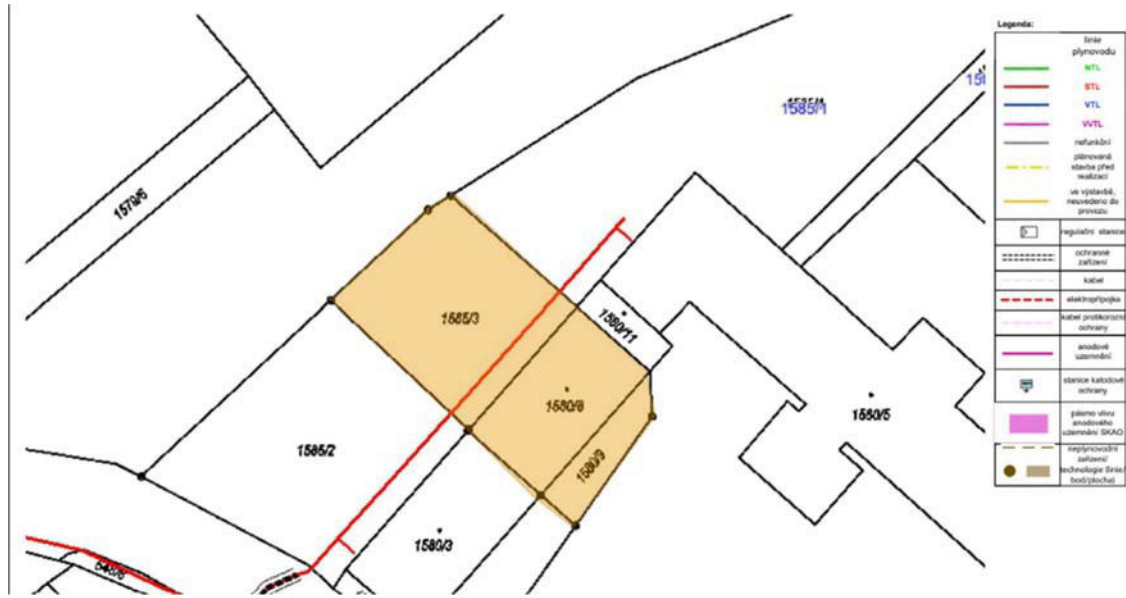 1585/1
1579/6
1585/3
1580/11
1580/8
1580/5
1585/2
1580/9
1580/3
Legenda:
linie
plynovodu
NTL
STL
VTL
VVTL
nefunkční
plánovaná
stavba před
realizací
ve výstavbě,
neuvedeno do
provozu
regulační stanice
ochranné
zařízení
kabel
elektropřípojka
kabel protikorozní
ochrany
anodové
uzemnění
stanice katodové
ochrany
pásmo vlivu
anodového
uzemnění SKAO
neplynovodní
zařízení/
technologie (linie/
bod/plocha)